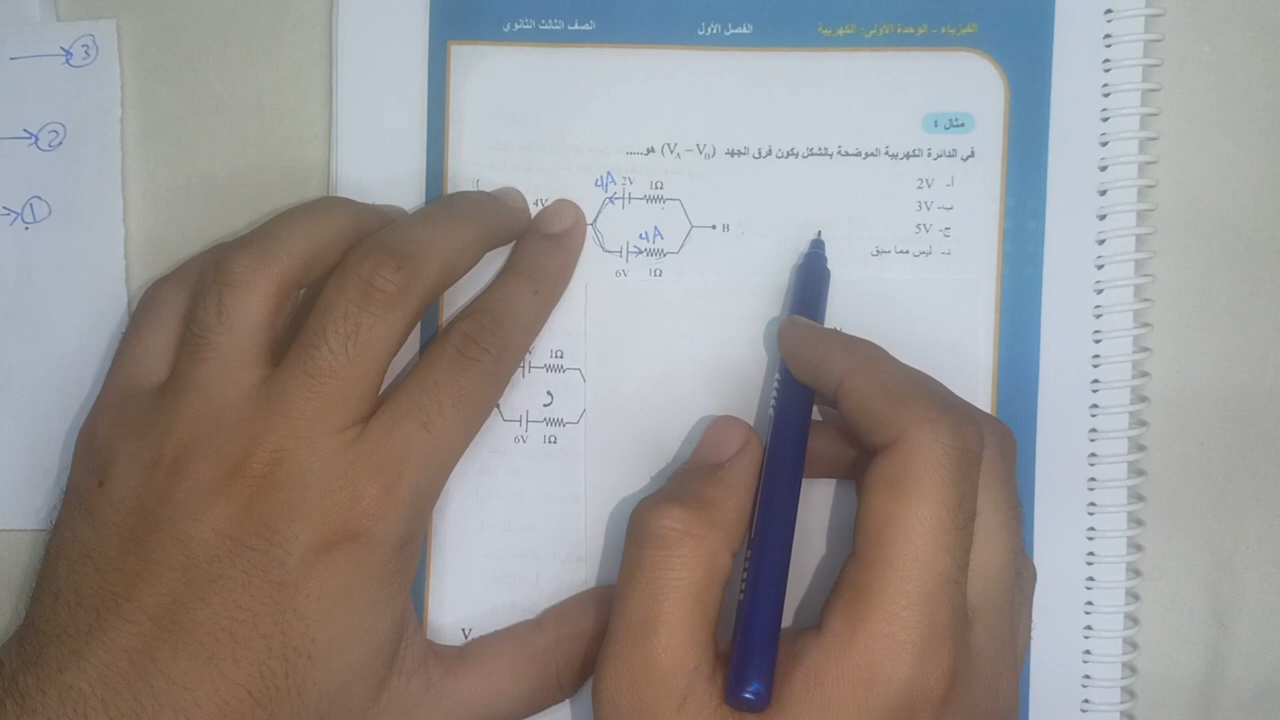 الفيزياء - الوحدة الأولى: الكهربية
الفصل الأول
الصف الثالث الثانوي
مثال ٤
في الدائرة الكهربية الموضحة بالشكل يكون فرق الجهد (V_A – V_B) هو.....
أ- 2V
ب- 3V
ج- 5V
د- ليس مما سبق
4A 2V 1Ω
4V
B
4A
6V 1Ω
1Ω
6V 1Ω
V
3
2
1